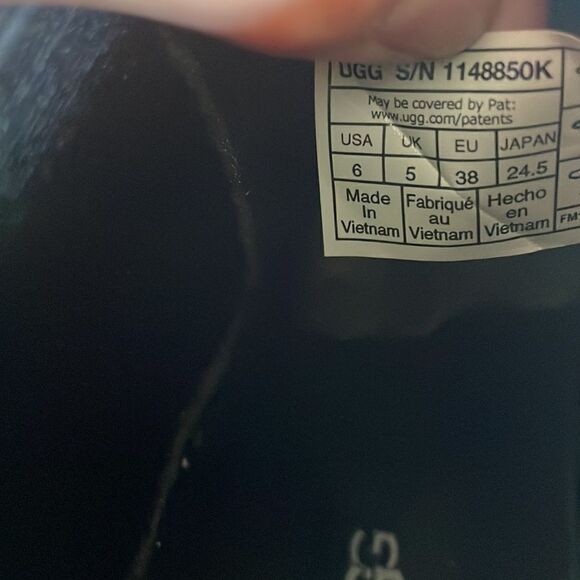 UGG S/N 1148850K
May be covered by Pat:
www.ugg.com/patents
USA UK EU JAPAN
6 5 38 24.5
Made Fabriqué Hecho
In au en
Vietnam Vietnam Vietnam